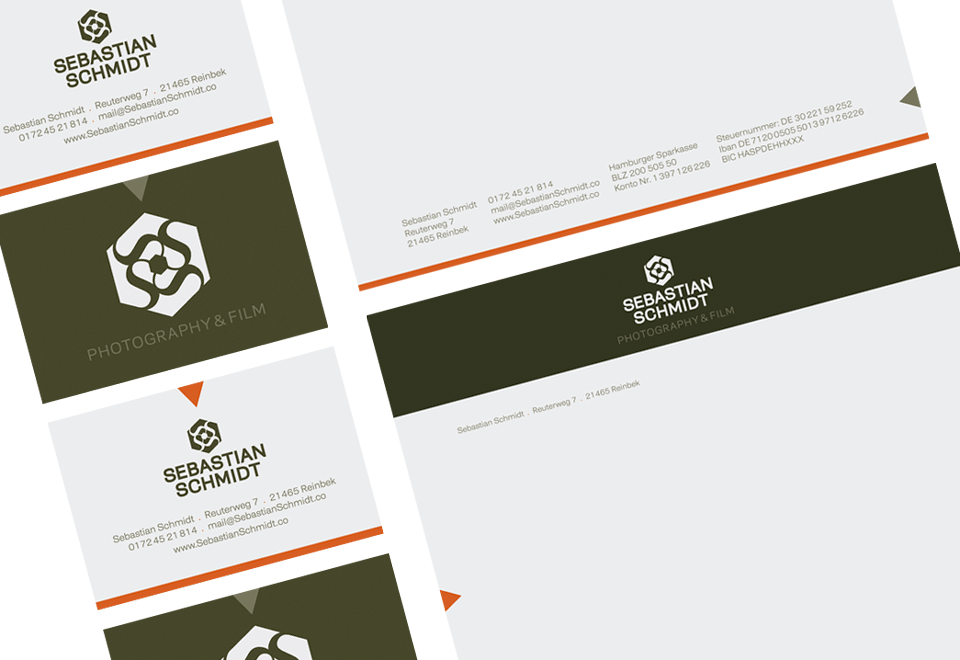 SEBASTIAN
SCHMIDT
Sebastian Schmidt . Reuterweg 7 . 21465 Reinbek
0172 45 21 814 . mail@SebastianSchmidt.co
www.SebastianSchmidt.co
PHOTOGRAPHY & FILM
SEBASTIAN
SCHMIDT
Sebastian Schmidt . Reuterweg 7 . 21465 Reinbek
0172 45 21 814 . mail@SebastianSchmidt.co
www.SebastianSchmidt.co
Sebastian Schmidt
Reuterweg 7
21465 Reinbek
0172 45 21 814
mail@SebastianSchmidt.co
www.SebastianSchmidt.co
Hamburger Sparkasse
BLZ 200 505 50
Konto Nr. 1 397 126 226
Steuernummer: DE 30 221 59 252
Iban DE71 20 0505 5013 9712 6226
BIC HASPDEHHXXX
SEBASTIAN
SCHMIDT
PHOTOGRAPHY & FILM
Sebastian Schmidt . Reuterweg 7 . 21465 Reinbek